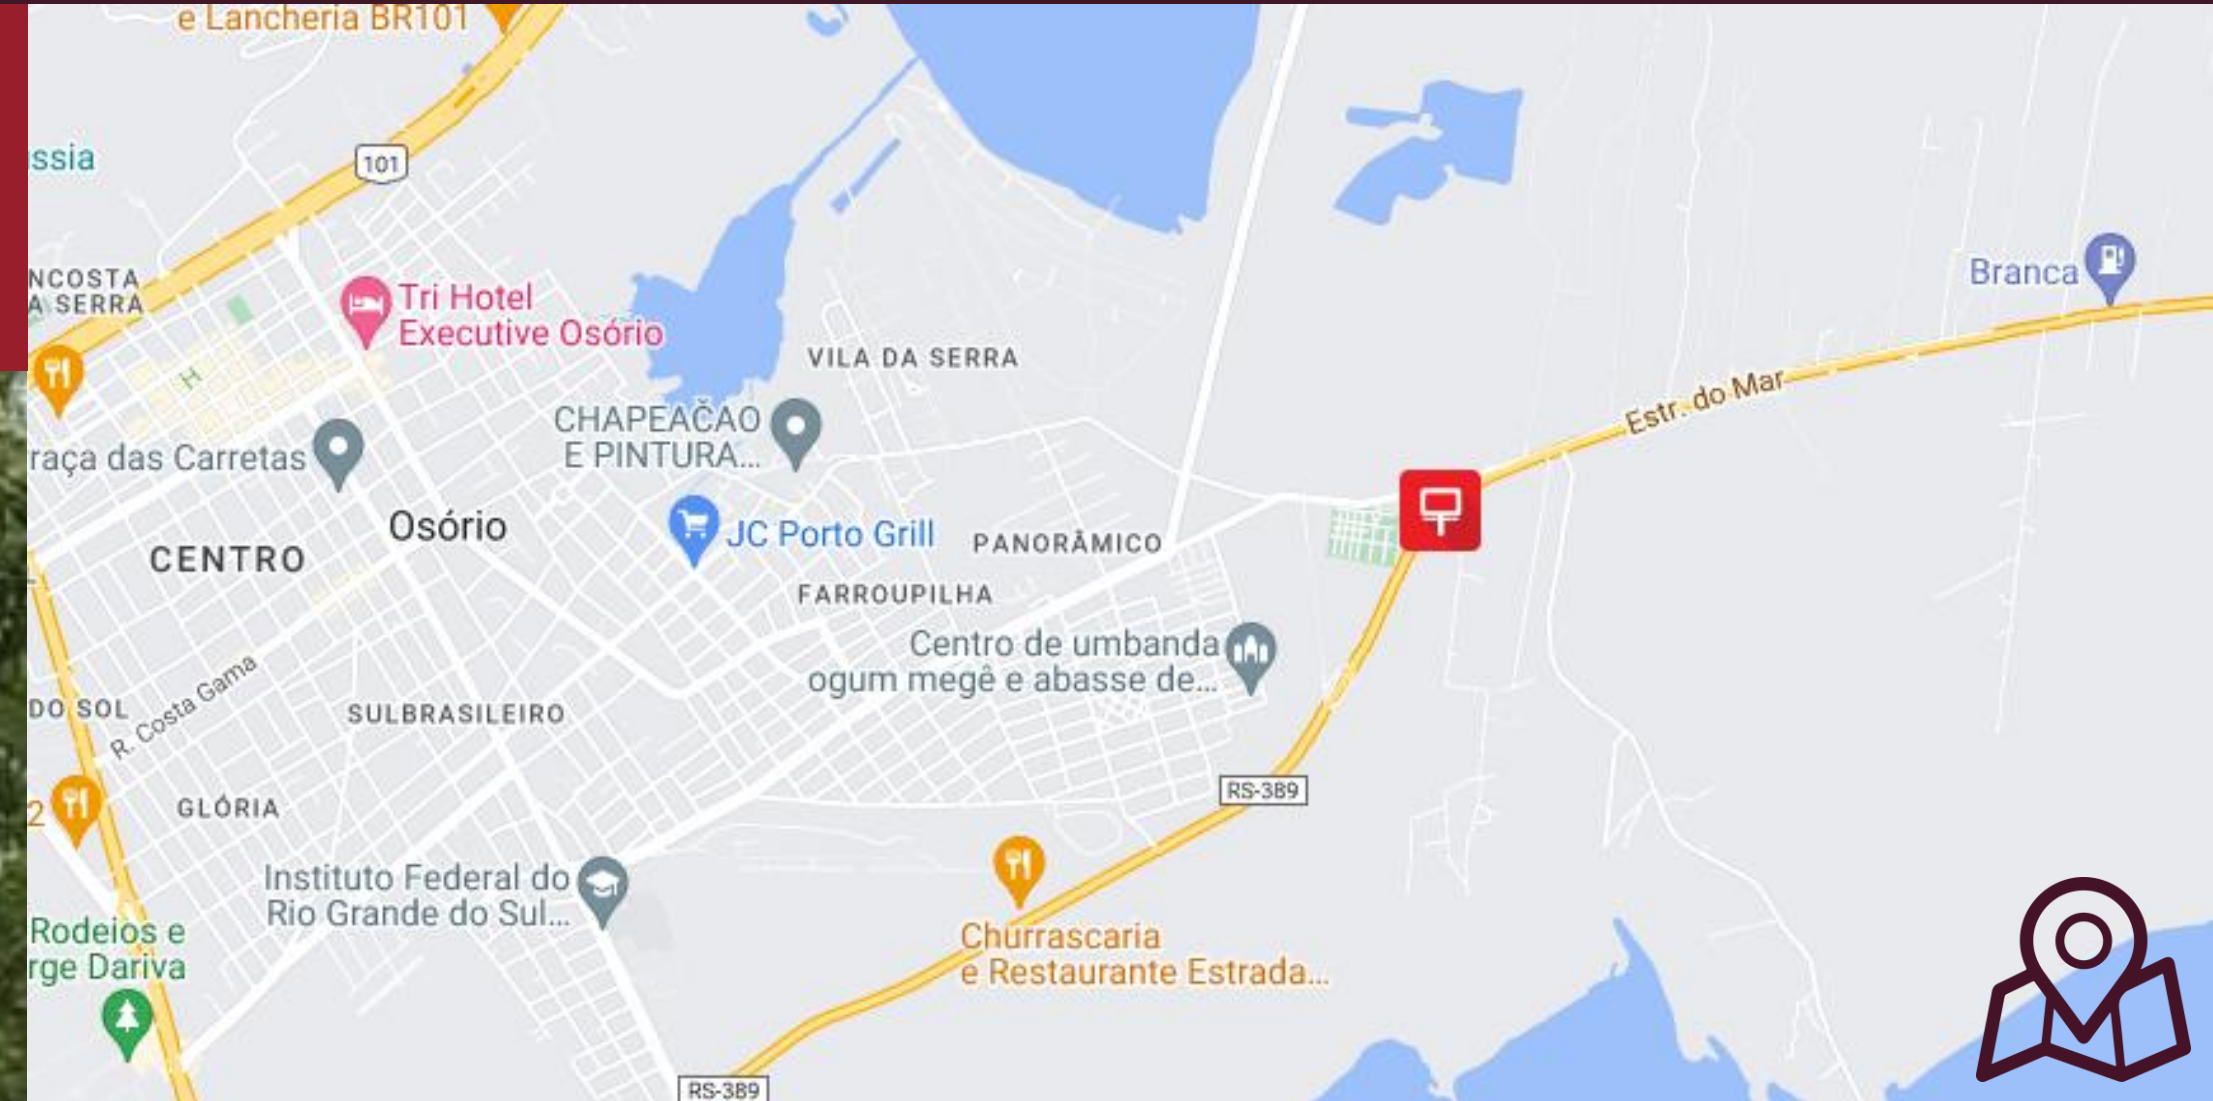 e Lancheria BR101
101
ssia
NCOSTA
A SERRA
Tri Hotel
Executive Osório
Branca
VILA DA SERRA
Estr. do Mar
CHAPEAČAO
E PINTURA...
raça das Carretas
H
Osório
CENTRO
JC Porto Grill
PANORÂMICO
FARROUPILHA
Centro de umbanda
ogum megê e abasse de...
R. Costa Gama
DO SOL
SULBRASILEIRO
RS-389
2
GLÓRIA
Instituto Federal do
Rio Grande do Sul...
Churrascaria
e Restaurante Estrada...
Rodeios e
rge Dariva
RS-389